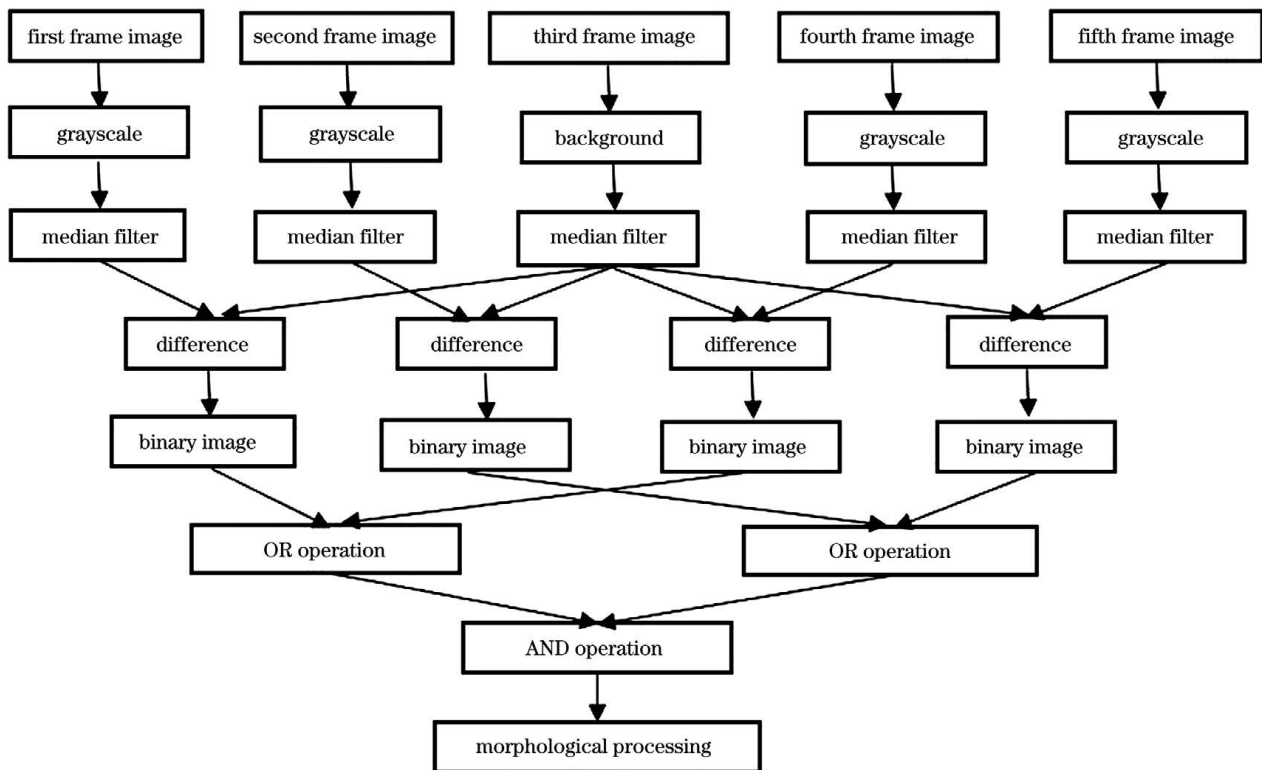 first frame image
second frame image
third frame image
fourth frame image
fifth frame image
grayscale
grayscale
background
grayscale
grayscale
median filter
median filter
median filter
median filter
median filter
difference
difference
difference
difference
binary image
binary image
binary image
binary image
OR operation
OR operation
AND operation
morphological processing